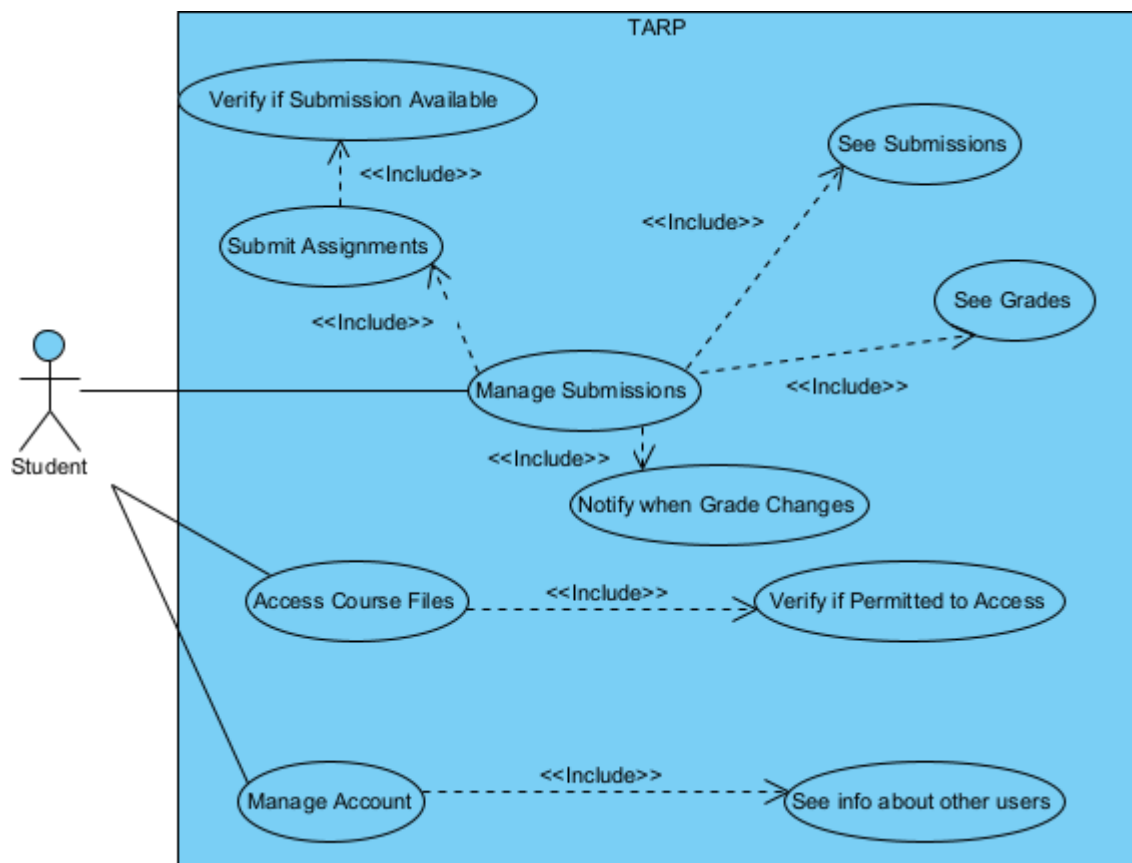 TARP
Verify if Submission Available
See Submissions
<<Include>>
<<Include>>
Submit Assignments
See Grades
<<Include>>
Manage Submissions
<<Include>>
<<Include>>
Student
Notify when Grade Changes
<<Include>>
Access Course Files
Verify if Permitted to Access
<<Include>>
Manage Account
See info about other users